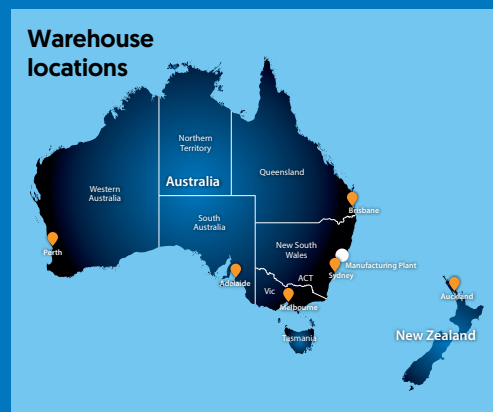 Warehouse
locations
Northern
Territory
Queensland
Western
Australia
Australia
South
Australia
Brisbane
New South
Wales
Perth
Manufacturing Plant
Sydney
ACT
Adelaide
Vic
Melbourne
Auckland
Tasmania
New Zealand